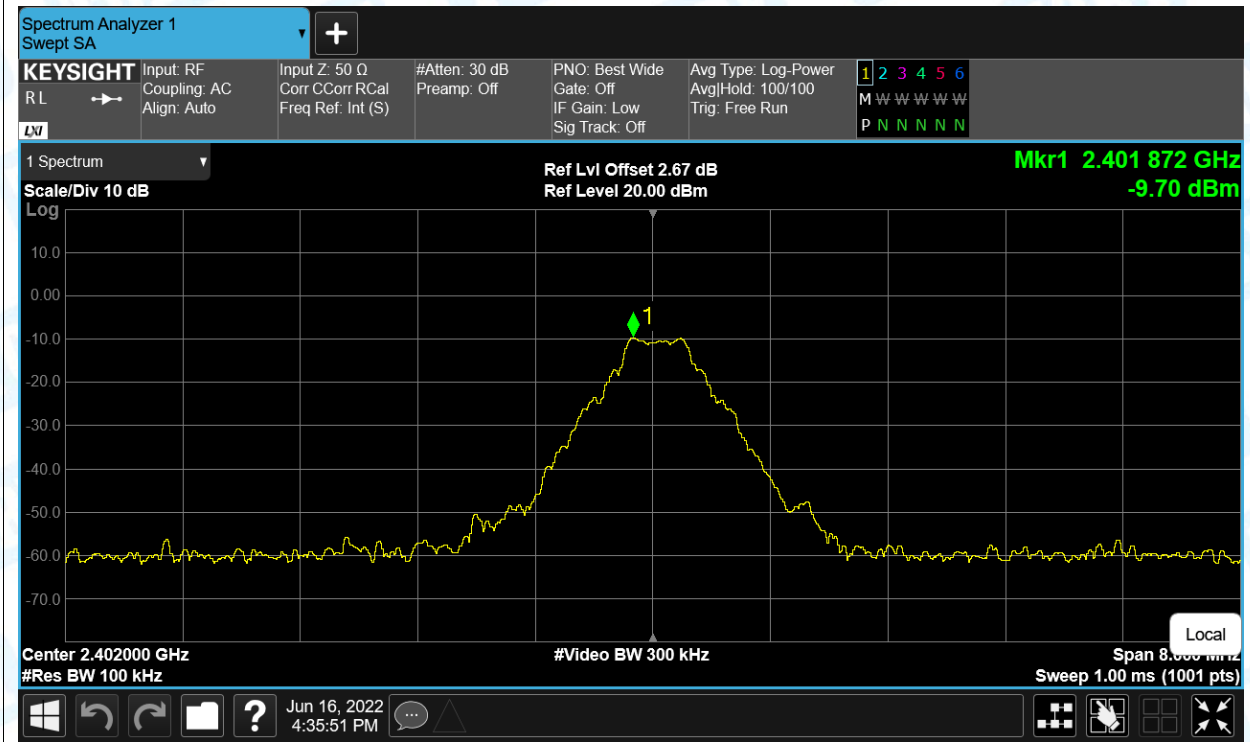 Spectrum Analyzer 1
Swept SA
+
KEYSIGHT
RL
LXI
Input: RF
Coupling: AC
Align: Auto
Input Z: 50 Ω
Corr CCorr RCal
Freq Ref: Int (S)
#Atten: 30 dB
Preamp: Off
PNO: Best Wide
Gate: Off
IF Gain: Low
Sig Track: Off
Avg Type: Log-Power
Avg|Hold: 100/100
Trig: Free Run
1 2 3 4 5 6
M W W W W W W
P N N N N N N
1 Spectrum
Scale/Div 10 dB
Log
Ref Lvl Offset 2.67 dB
Ref Level 20.00 dBm
Mkr1 2.401 872 GHz
-9.70 dBm
10.0
0.00
-10.0
-20.0
-30.0
-40.0
-50.0
-60.0
-70.0
1
Local
Center 2.402000 GHz
#Res BW 100 kHz
#Video BW 300 kHz
Span 8.000 MHz
Sweep 1.00 ms (1001 pts)
?
Jun 16, 2022
4:35:51 PM